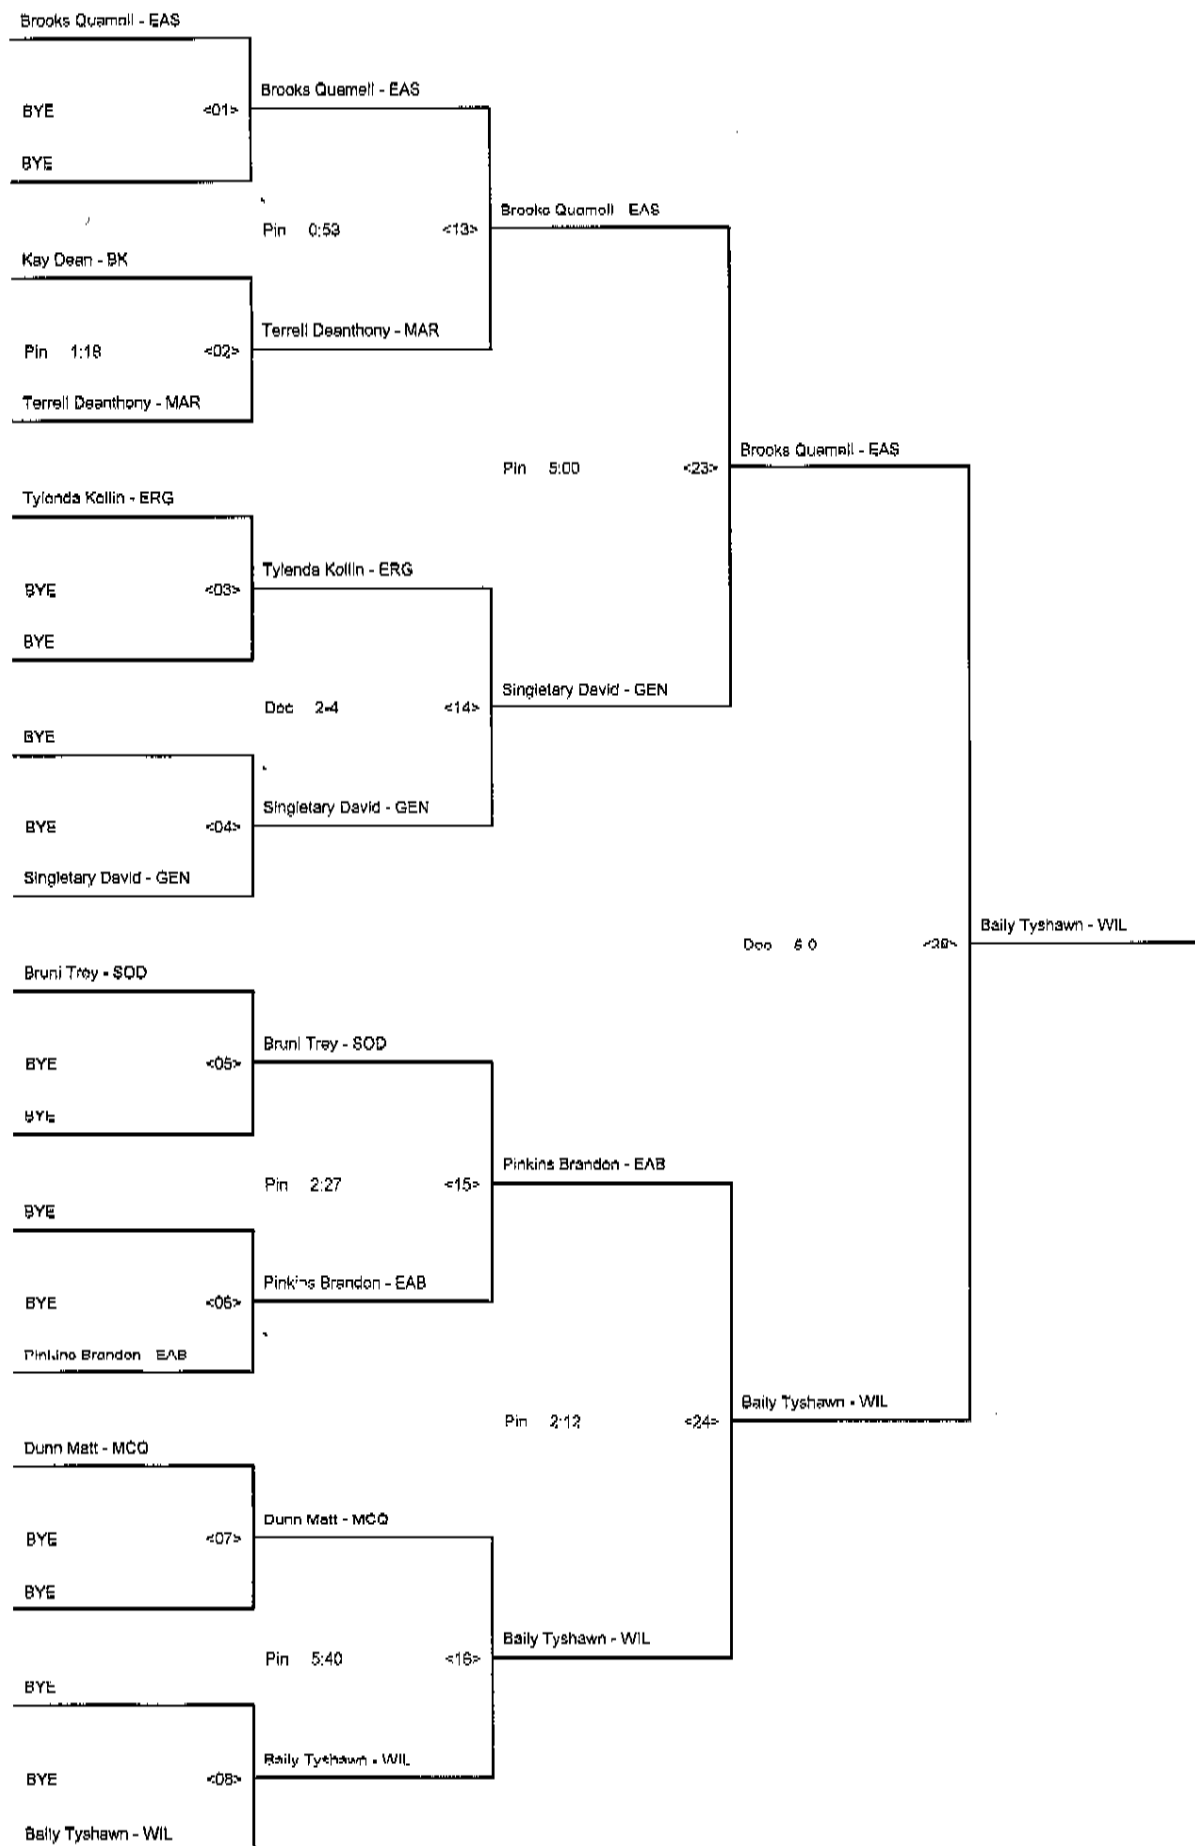 Brooks Quamell - EAS
BYE <01>
BYE
Brooks Quamell - EAS
Pin 0:53 <13>
Brooks Quamell - EAS
Kay Dean - BK
Pin 1:18 <02>
Terrell Deanthony - MAR
Terrell Deanthony - MAR
Pin 5:00 <23>
Brooks Quamell - EAS
Tylenda Kollin - ERG
BYE <03>
BYE
Tylenda Kollin - ERG
Dec 2-4 <14>
Singletary David - GEN
BYE
BYE <04>
Singletary David - GEN
Singletary David - GEN
Dec 6-0
Baily Tyshawn - WIL
Bruni Trey - SOD
BYE <05>
BYE
Bruni Trey - SOD
Pin 2:27 <15>
Pinkins Brandon - EAB
BYE
BYE <06>
Pinkins Brandon - EAB
Pinkins Brandon - EAB
Pin 2:12 <24>
Baily Tyshawn - WIL
Dunn Matt - MCQ
BYE <07>
BYE
Dunn Matt - MCQ
Pin 5:40 <16>
Baily Tyshawn - WIL
BYE
BYE <08>
Baily Tyshawn - WIL
Baily Tyshawn - WIL